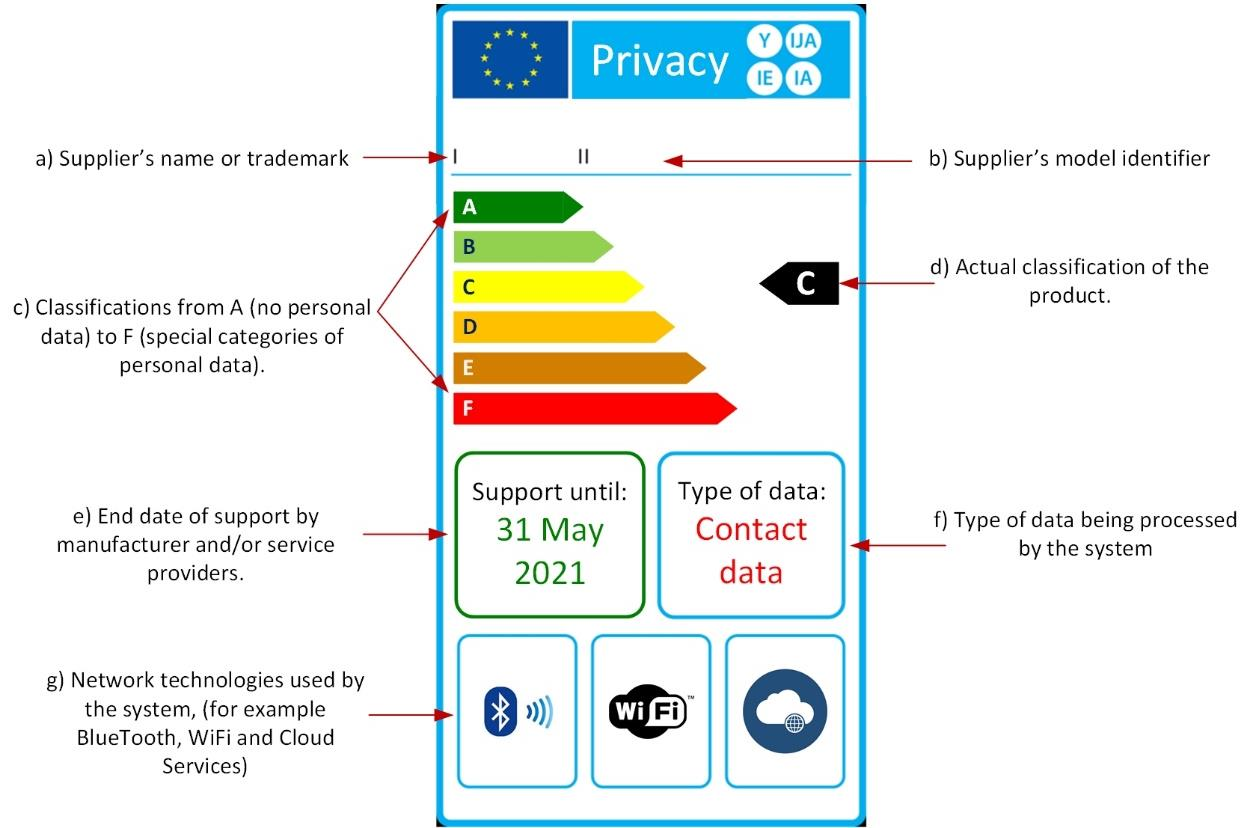 Privacy
Y IJA
IE IA
a) Supplier's name or trademark
I II
b) Supplier's model identifier
A
B
C
D
E
F
c) Classifications from A (no personal
data) to F (special categories of
personal data).
C
d) Actual classification of the
product.
e) End date of support by
manufacturer and/or service
providers.
Support until:
31 May
2021
Type of data:
Contact
data
f) Type of data being processed
by the system
g) Network technologies used by
the system, (for example
BlueTooth, WiFi and Cloud
Services)
Wi Fi ™